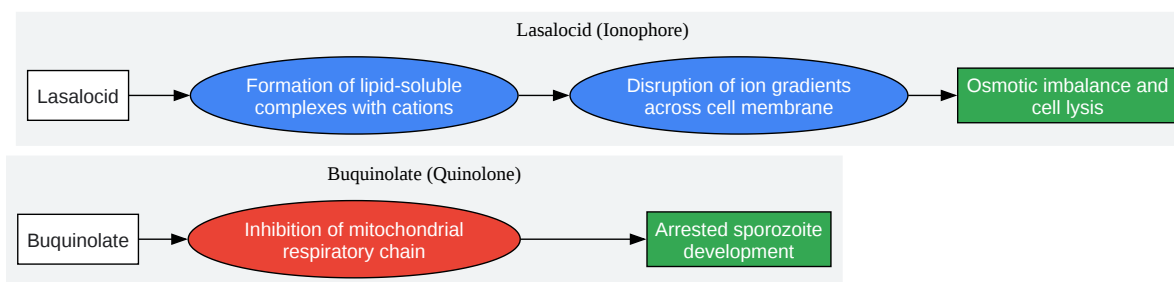 Lasalocid (Ionophore)
Lasalocid
Formation of lipid-soluble
complexes with cations
Disruption of ion gradients
across cell membrane
Osmotic imbalance and
cell lysis
Buquinolate (Quinolone)
Buquinolate
Inhibition of mitochondrial
respiratory chain
Arrested sporozoite
development